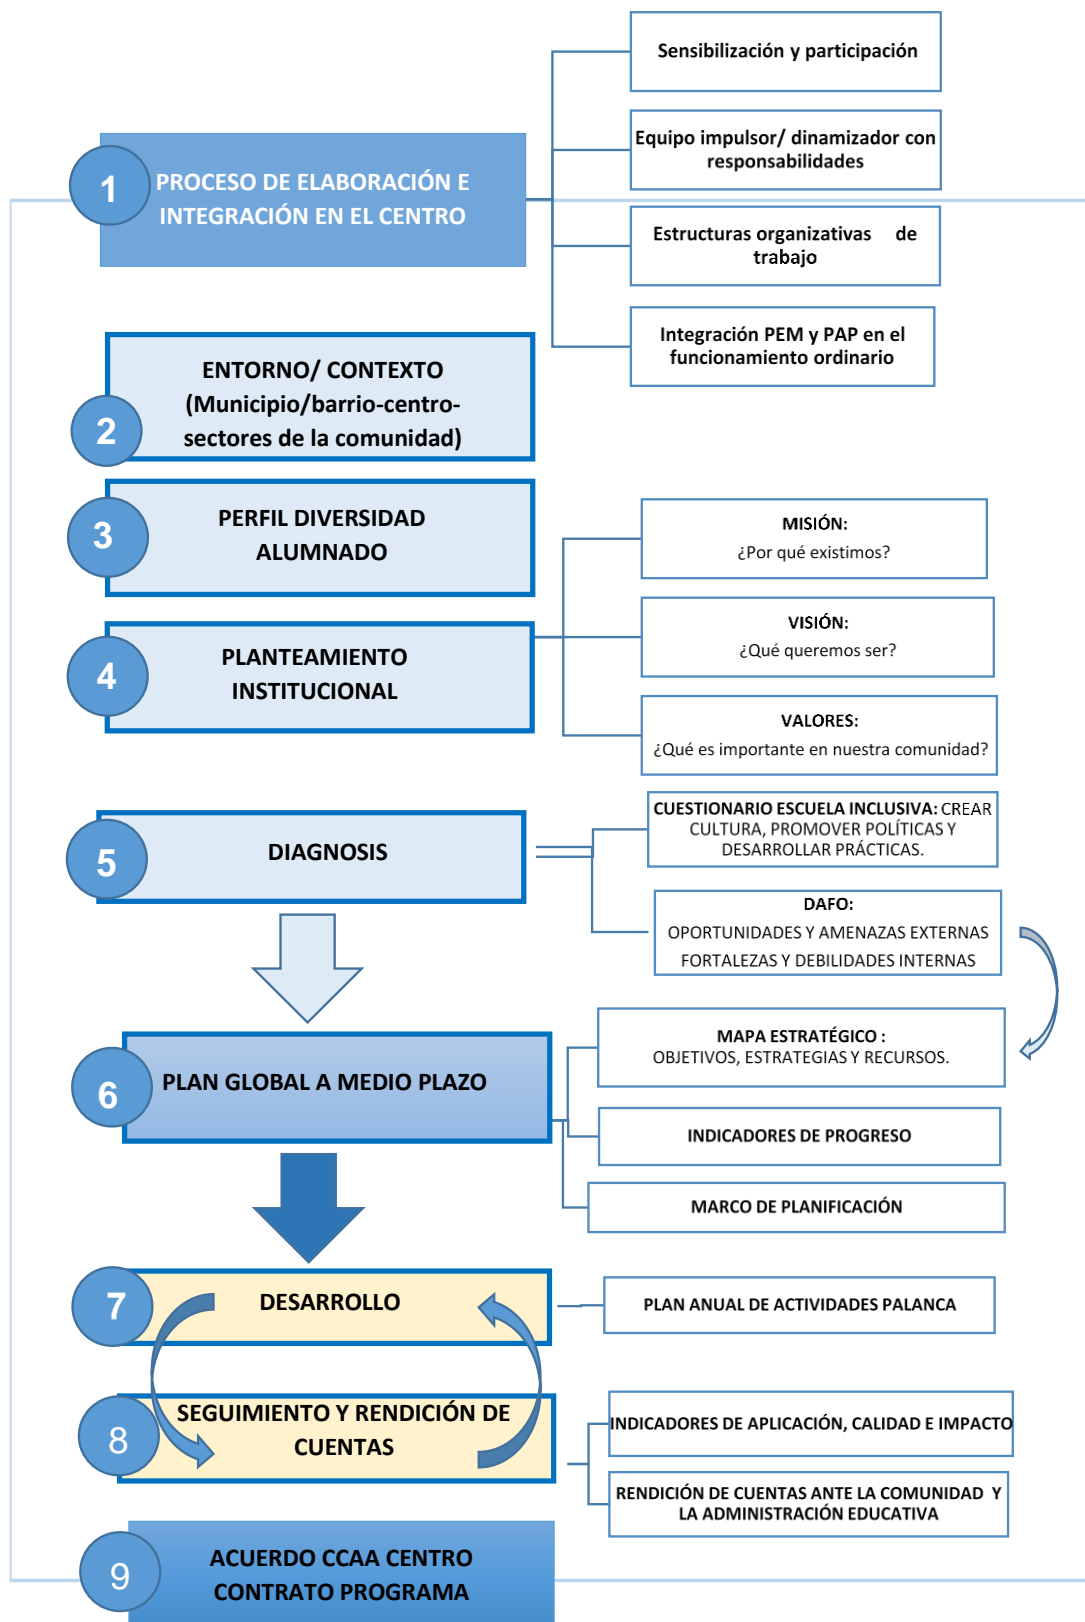 Sensibilización y participación
Equipo impulsor/ dinamizador con
responsabilidades
1
PROCESO DE ELABORACIÓN E
INTEGRACIÓN EN EL CENTRO
Estructuras organizativas de
trabajo
Integración PEM y PAP en el
funcionamiento ordinario
2
ENTORNO/ CONTEXTO
(Municipio/barrio-centro-
sectores de la comunidad)
3
PERFIL DIVERSIDAD
ALUMNADO
4
PLANTEAMIENTO
INSTITUCIONAL
MISIÓN:
¿Por qué existimos?
VISIÓN:
¿Qué queremos ser?
VALORES:
¿Qué es importante en nuestra comunidad?
5
DIAGNOSIS
CUESTIONARIO ESCUELA INCLUSIVA: CREAR
CULTURA, PROMOVER POLÍTICAS Y
DESARROLLAR PRÁCTICAS.
DAFO:
OPORTUNIDADES Y AMENAZAS EXTERNAS
FORTALEZAS Y DEBILIDADES INTERNAS
6
PLAN GLOBAL A MEDIO PLAZO
MAPA ESTRATÉGICO :
OBJETIVOS, ESTRATEGIAS Y RECURSOS.
INDICADORES DE PROGRESO
MARCO DE PLANIFICACIÓN
7
DESARROLLO
PLAN ANUAL DE ACTIVIDADES PALANCA
8
SEGUIMIENTO Y RENDICIÓN DE
CUENTAS
INDICADORES DE APLICACIÓN, CALIDAD E IMPACTO
RENDICIÓN DE CUENTAS ANTE LA COMUNIDAD Y
LA ADMINISTRACIÓN EDUCATIVA
9
ACUERDO CCAA CENTRO
CONTRATO PROGRAMA